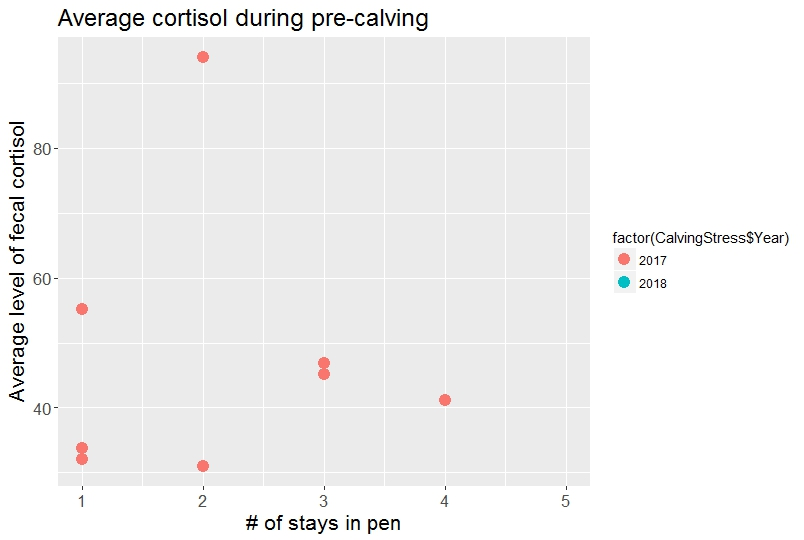 Average cortisol during pre-calving
Average level of fecal cortisol
80
60
40
1 2 3 4 5
# of stays in pen
factor(CalvingStress$Year)
2017
2018